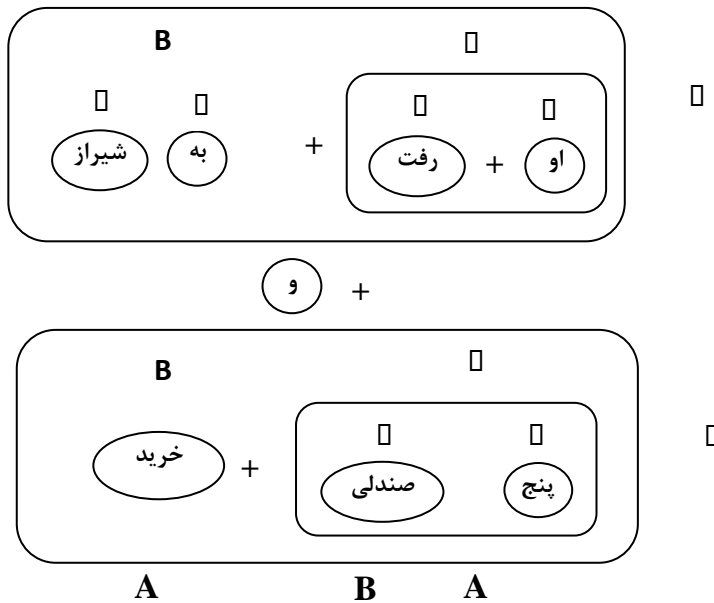 B
او + رفت + به شیراز
+ و
B
پنج صندلی + خرید
A B A